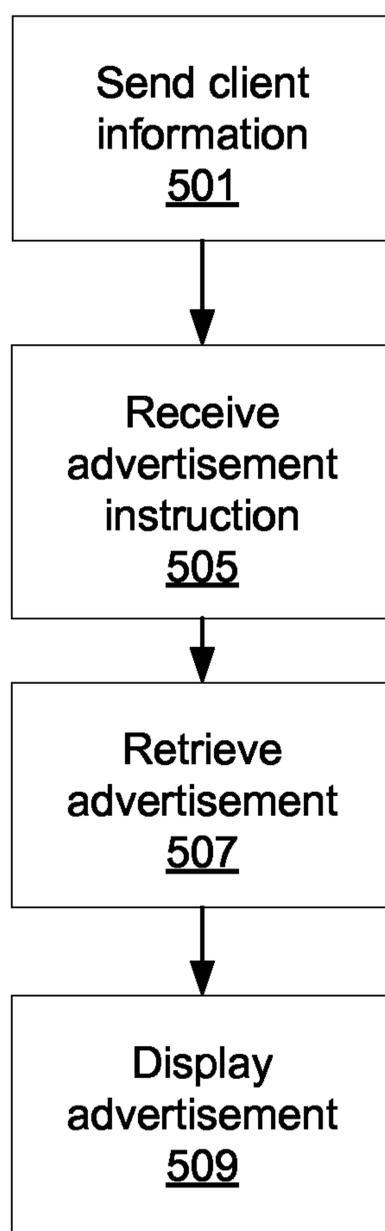 Send client
information
501
Receive
advertisement
instruction
505
Retrieve
advertisement
507
Display
advertisement
509